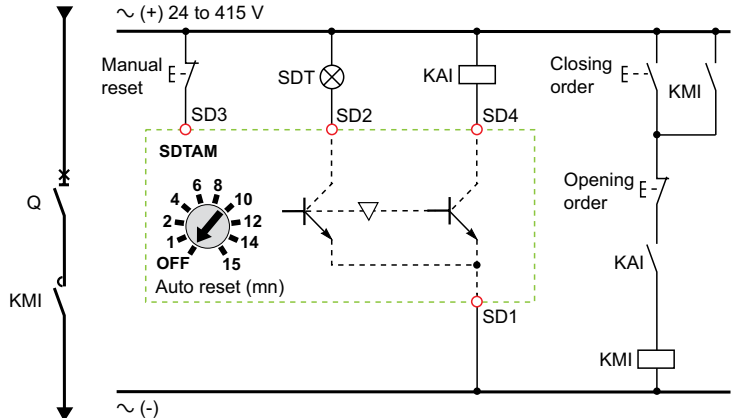 ∼ (+) 24 to 415 V
Manual
reset
SDT
KAI
Closing
order
KMI
SD3
SD2
SD4
SDTAM
6 8
4 10
2 12
1 14
OFF 15
Auto reset (mn)
Q
Opening
order
KAI
KMI
SD1
KMI
∼ (-)